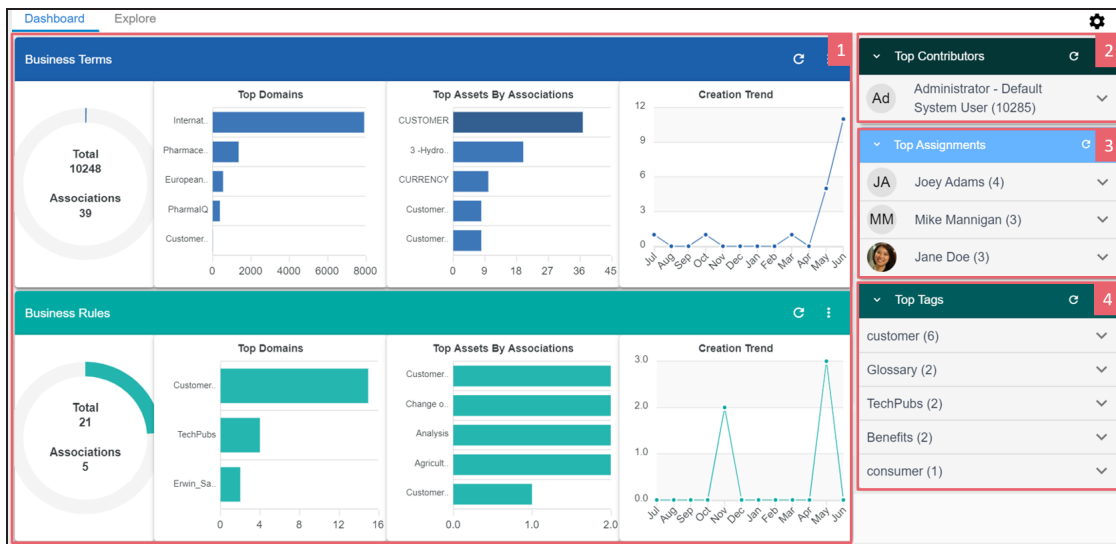 Dashboard Explore
Business Terms
1
Total
10248
Associations
39
Top Domains
Internat..
Pharmace..
European..
PharmaIQ
Customer..
0 2000 4000 6000 8000
Top Assets By Associations
CUSTOMER
3 -Hydro..
CURRENCY
Customer..
Customer..
0 9 18 27 36 45
Creation Trend
12
9
6
3
0
Jul Aug Sep Oct Nov Dec Jan Feb Mar Apr May Jun
Business Rules
Total
21
Associations
5
Top Domains
Customer..
TechPubs
Erwin_Sa..
0 4 8 12 16
Top Assets By Associations
Customer..
Change o..
Analysis
Agricult..
Customer..
0.0 1.0 2.0
Creation Trend
3.0
2.0
1.0
0.0
Jul Aug Sep Oct Nov Dec Jan Feb Mar Apr May Jun
Top Contributors
2
Ad
Administrator - Default
System User (10285)
Top Assignments
3
JA Joey Adams (4)
MM Mike Mannigan (3)
Jane Doe (3)
Top Tags
4
customer (6)
Glossary (2)
TechPubs (2)
Benefits (2)
consumer (1)